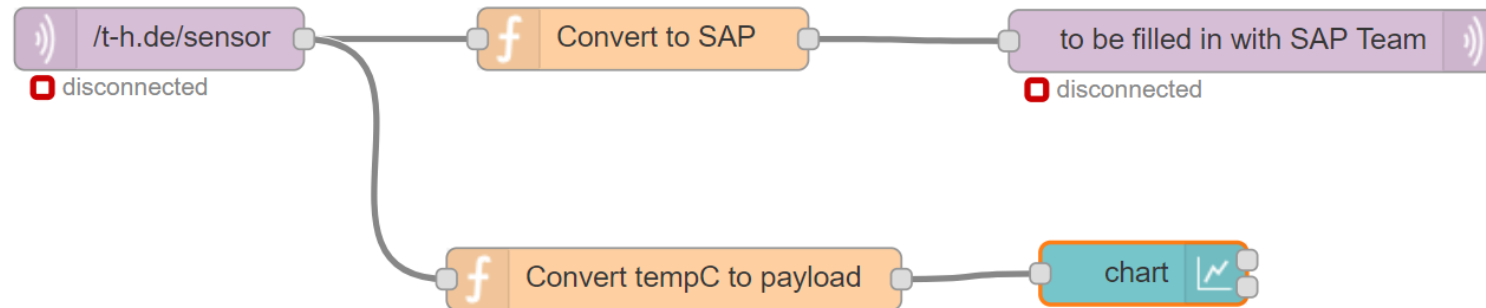 /t-h.de/sensor
Convert to SAP
to be filled in with SAP Team
disconnected
disconnected
Convert tempC to payload
chart